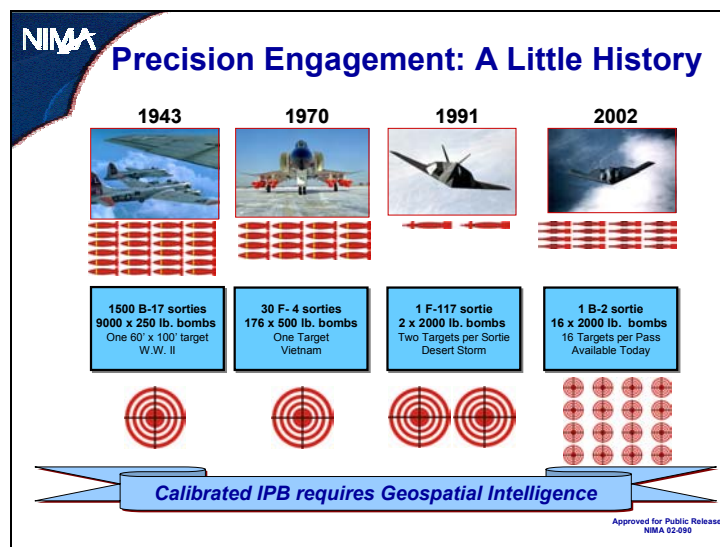 NIMA
Precision Engagement: A Little History
1943
1970
1991
2002
1500 B-17 sorties
9000 x 250 lb. bombs
One 60' x 100' target
W.W. II
30 F- 4 sorties
176 x 500 lb. bombs
One Target
Vietnam
1 F-117 sortie
2 x 2000 lb. bombs
Two Targets per Sortie
Desert Storm
1 B-2 sortie
16 x 2000 lb. bombs
16 Targets per Pass
Available Today
Calibrated IPB requires Geospatial Intelligence
Approved for Public Release
NIMA 02-090